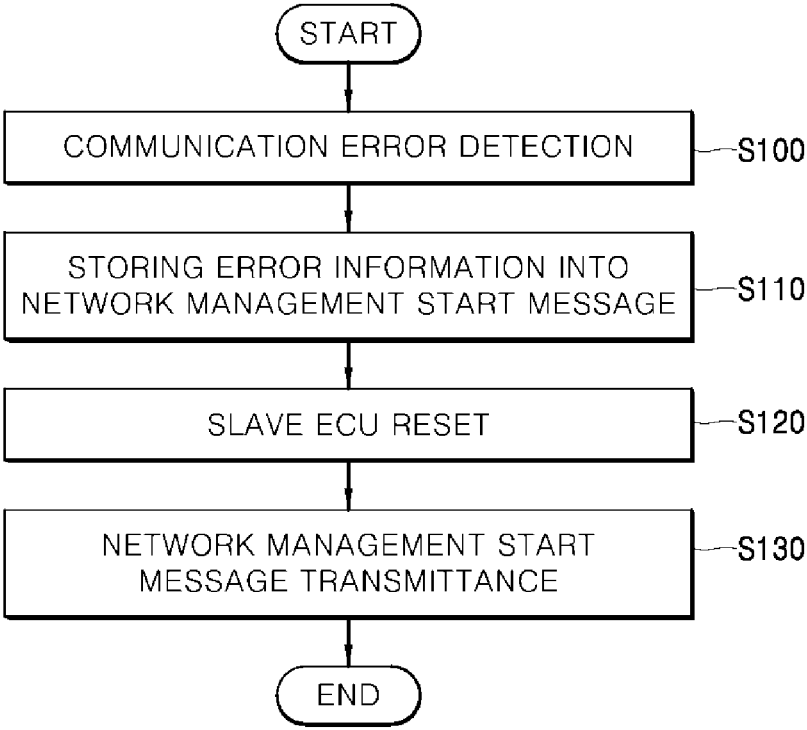 START
COMMUNICATION ERROR DETECTION
S100
STORING ERROR INFORMATION INTO
NETWORK MANAGEMENT START MESSAGE
S110
SLAVE ECU RESET
S120
NETWORK MANAGEMENT START
MESSAGE TRANSMITTANCE
S130
END